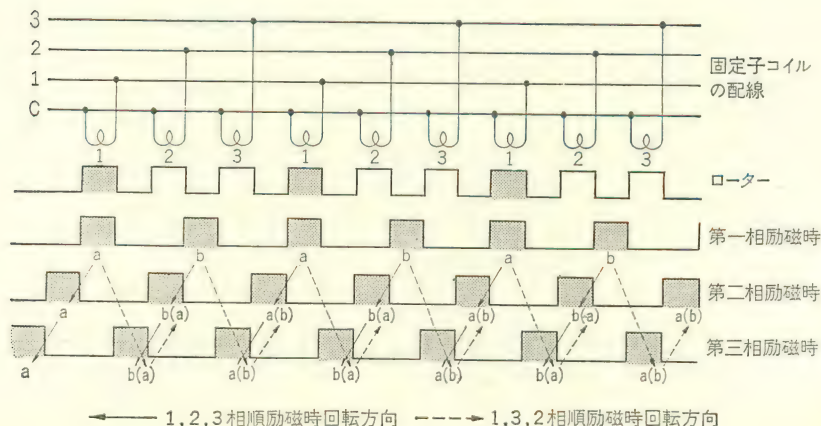 3
2
1
C
固定子コイル
の配線
1 2 3 1 2 3 1 2 3
ローター
第一相励磁時
a b a b a b
第二相励磁時
a b(a) a(b) b(a) a(b) b(a) a(b)
第三相励磁時
a b(a) a(b) b(a) a(b) b(a) a(b)
1,2,3相順励磁時回転方向 1,3,2相順励磁時回転方向